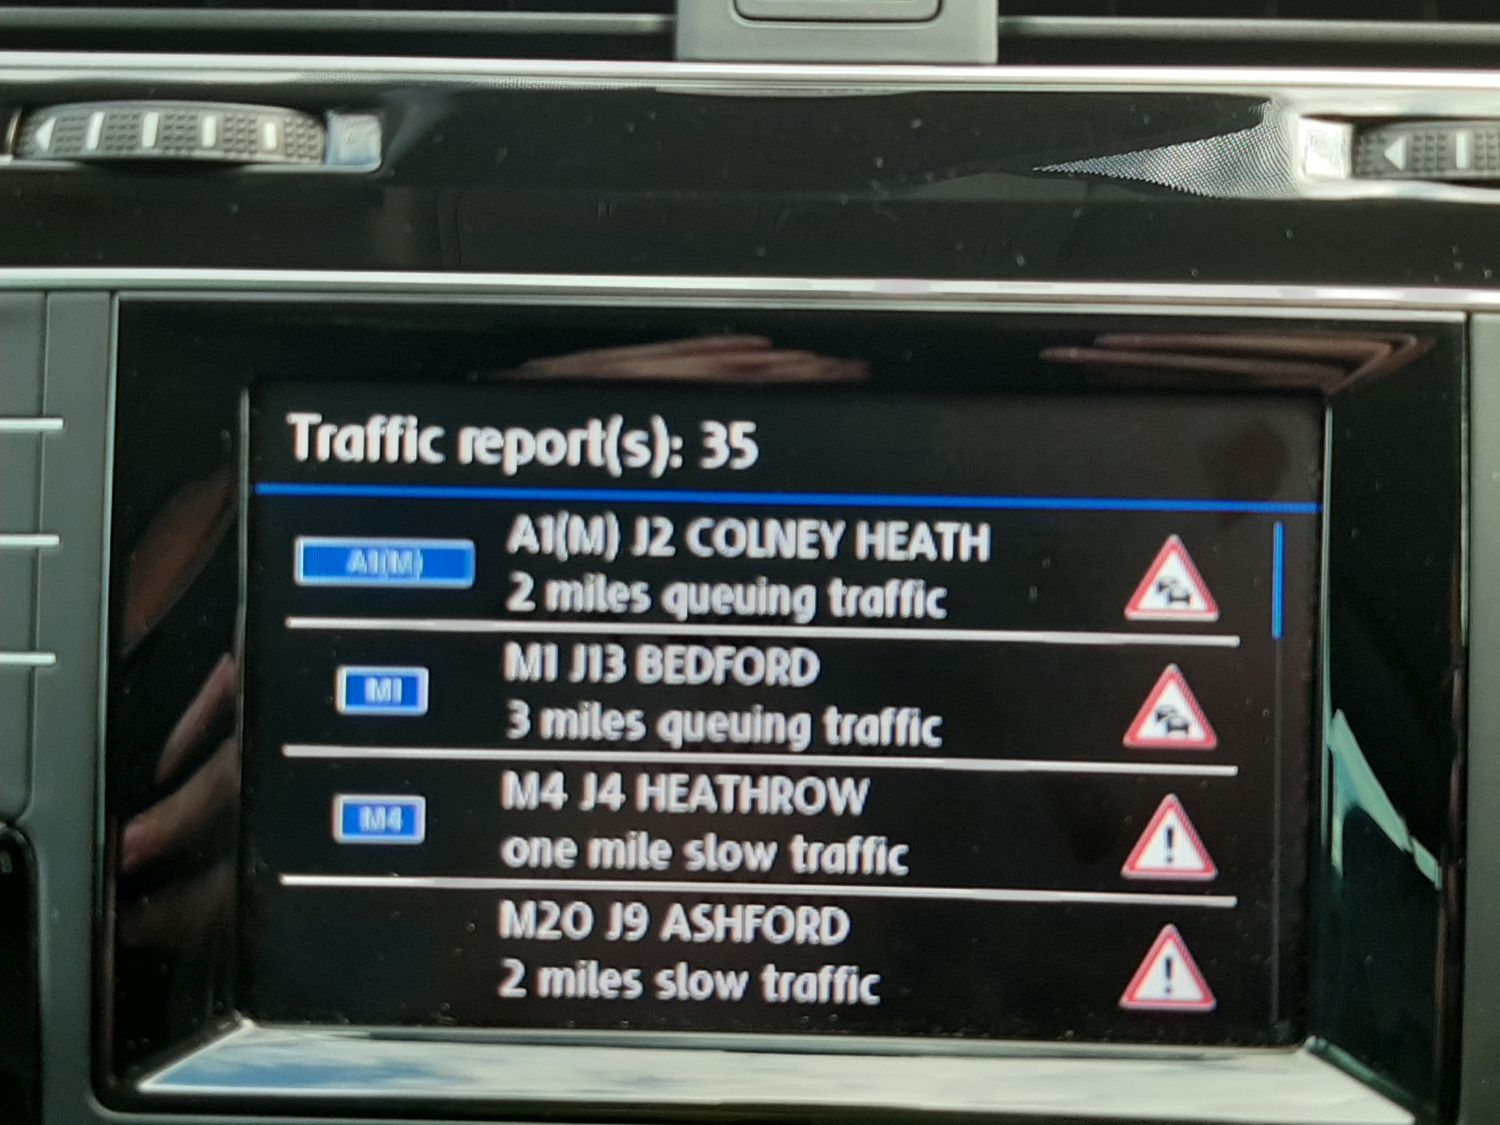 Traffic report(s): 35
A1(M)
A1(M) J2 COLNEY HEATH
2 miles queuing traffic
M1
M1 J13 BEDFORD
3 miles queuing traffic
M4
M4 J4 HEATHROW
one mile slow traffic
M20 J9 ASHFORD
2 miles slow traffic